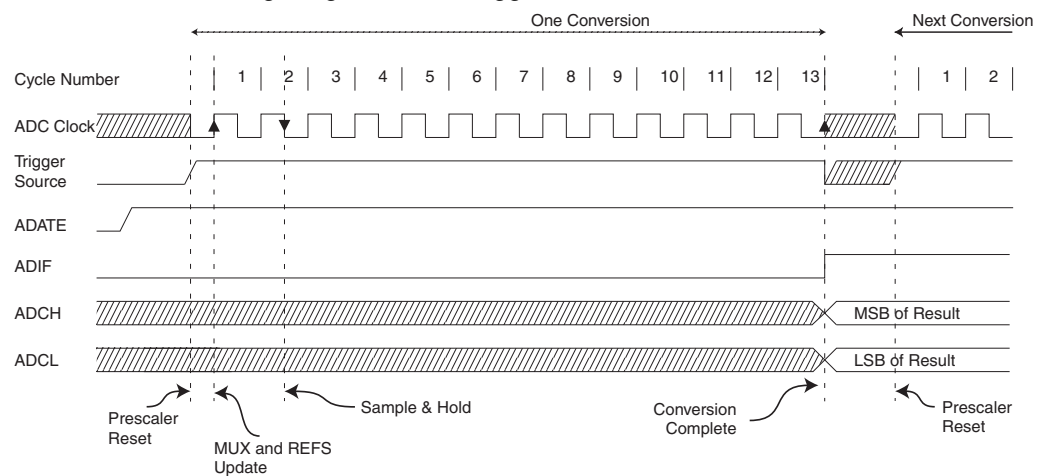 One Conversion
Next Conversion
Cycle Number
1 2 3 4 5 6 7 8 9 10 11 12 13 1 2
ADC Clock
Trigger
Source
ADATE
ADIF
ADCH
MSB of Result
ADCL
LSB of Result
Prescaler
Reset
MUX and REFS
Update
Sample & Hold
Conversion
Complete
Prescaler
Reset